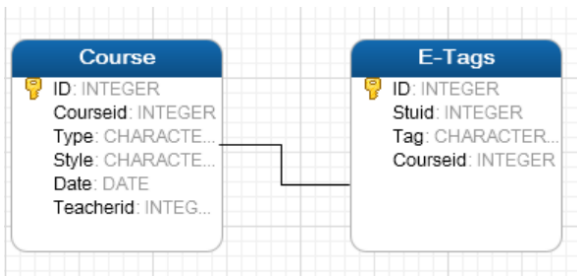 Course
ID: INTEGER
Courseid: INTEGER
Type: CHARACTE...
Style: CHARACTE...
Date: DATE
Teacherid: INTEG...
E-Tags
ID: INTEGER
Stuid: INTEGER
Tag: CHARACTER...
Courseid: INTEGER